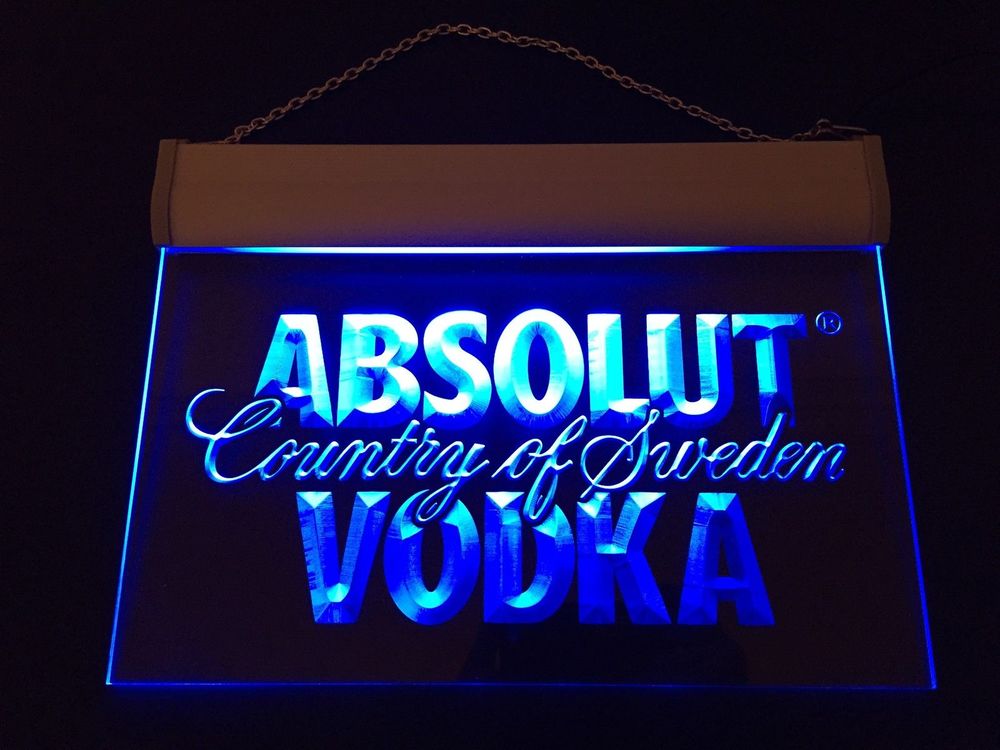 ABSOLUT®
Country of Sweden
VODKA